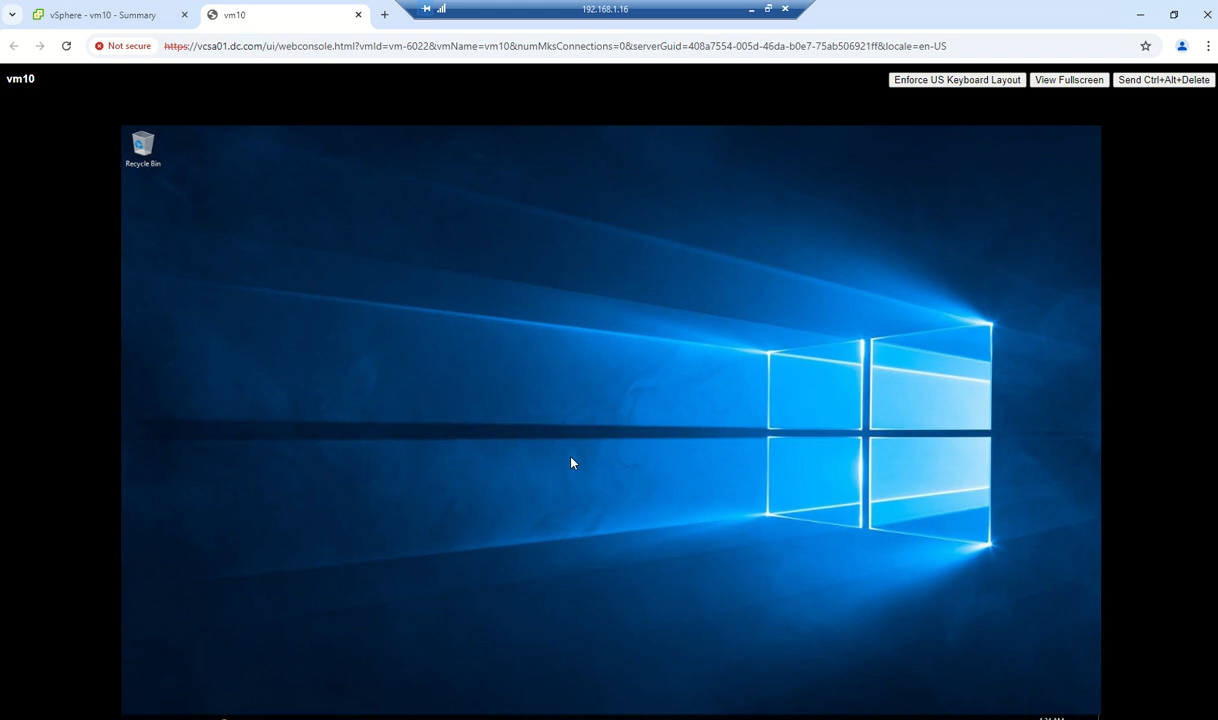 vSphere - vm10 - Summary
vm10
192.168.1.16
Not secure
https://vcsa01.dc.com/ui/webconsole.html?vmId=vm-6022&vmName=vm10&numMksConnections=0&serverGuid=408a7554-005d-46da-b0e7-75ab506921ff&locale=en-US
vm10
Enforce US Keyboard Layout
View Fullscreen
Send Ctrl+Alt+Delete
Recycle Bin